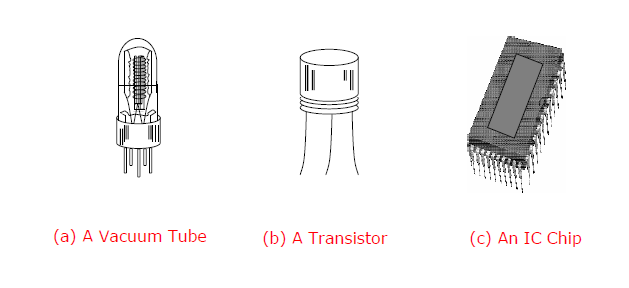 (a) A Vacuum Tube
(b) A Transistor
(c) An IC Chip